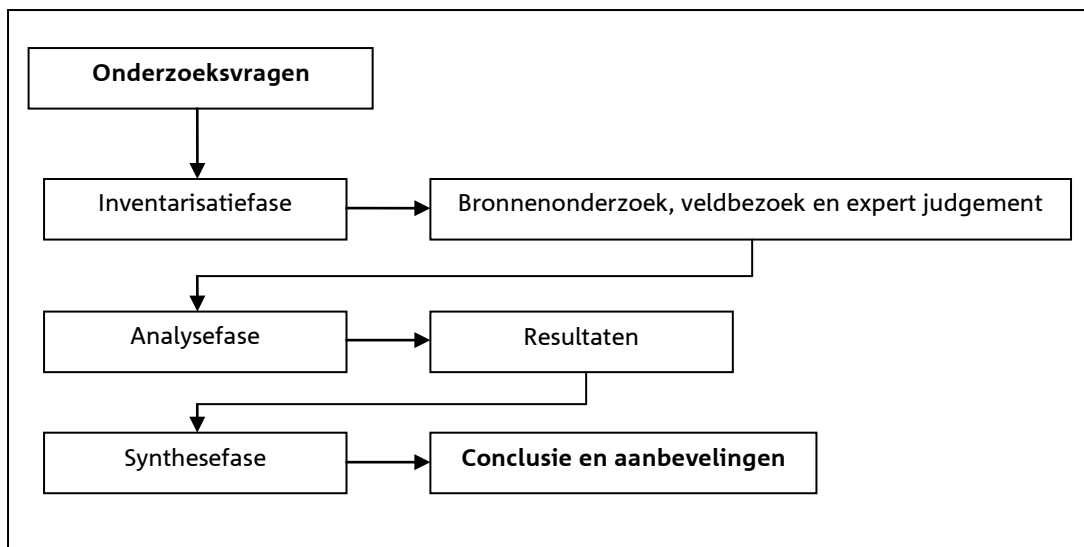 Onderzoeksvragen
Inventarisatiefase
Bronnenonderzoek, veldbezoek en expert judgement
Analysefase
Resultaten
Synthesefase
Conclusie en aanbevelingen